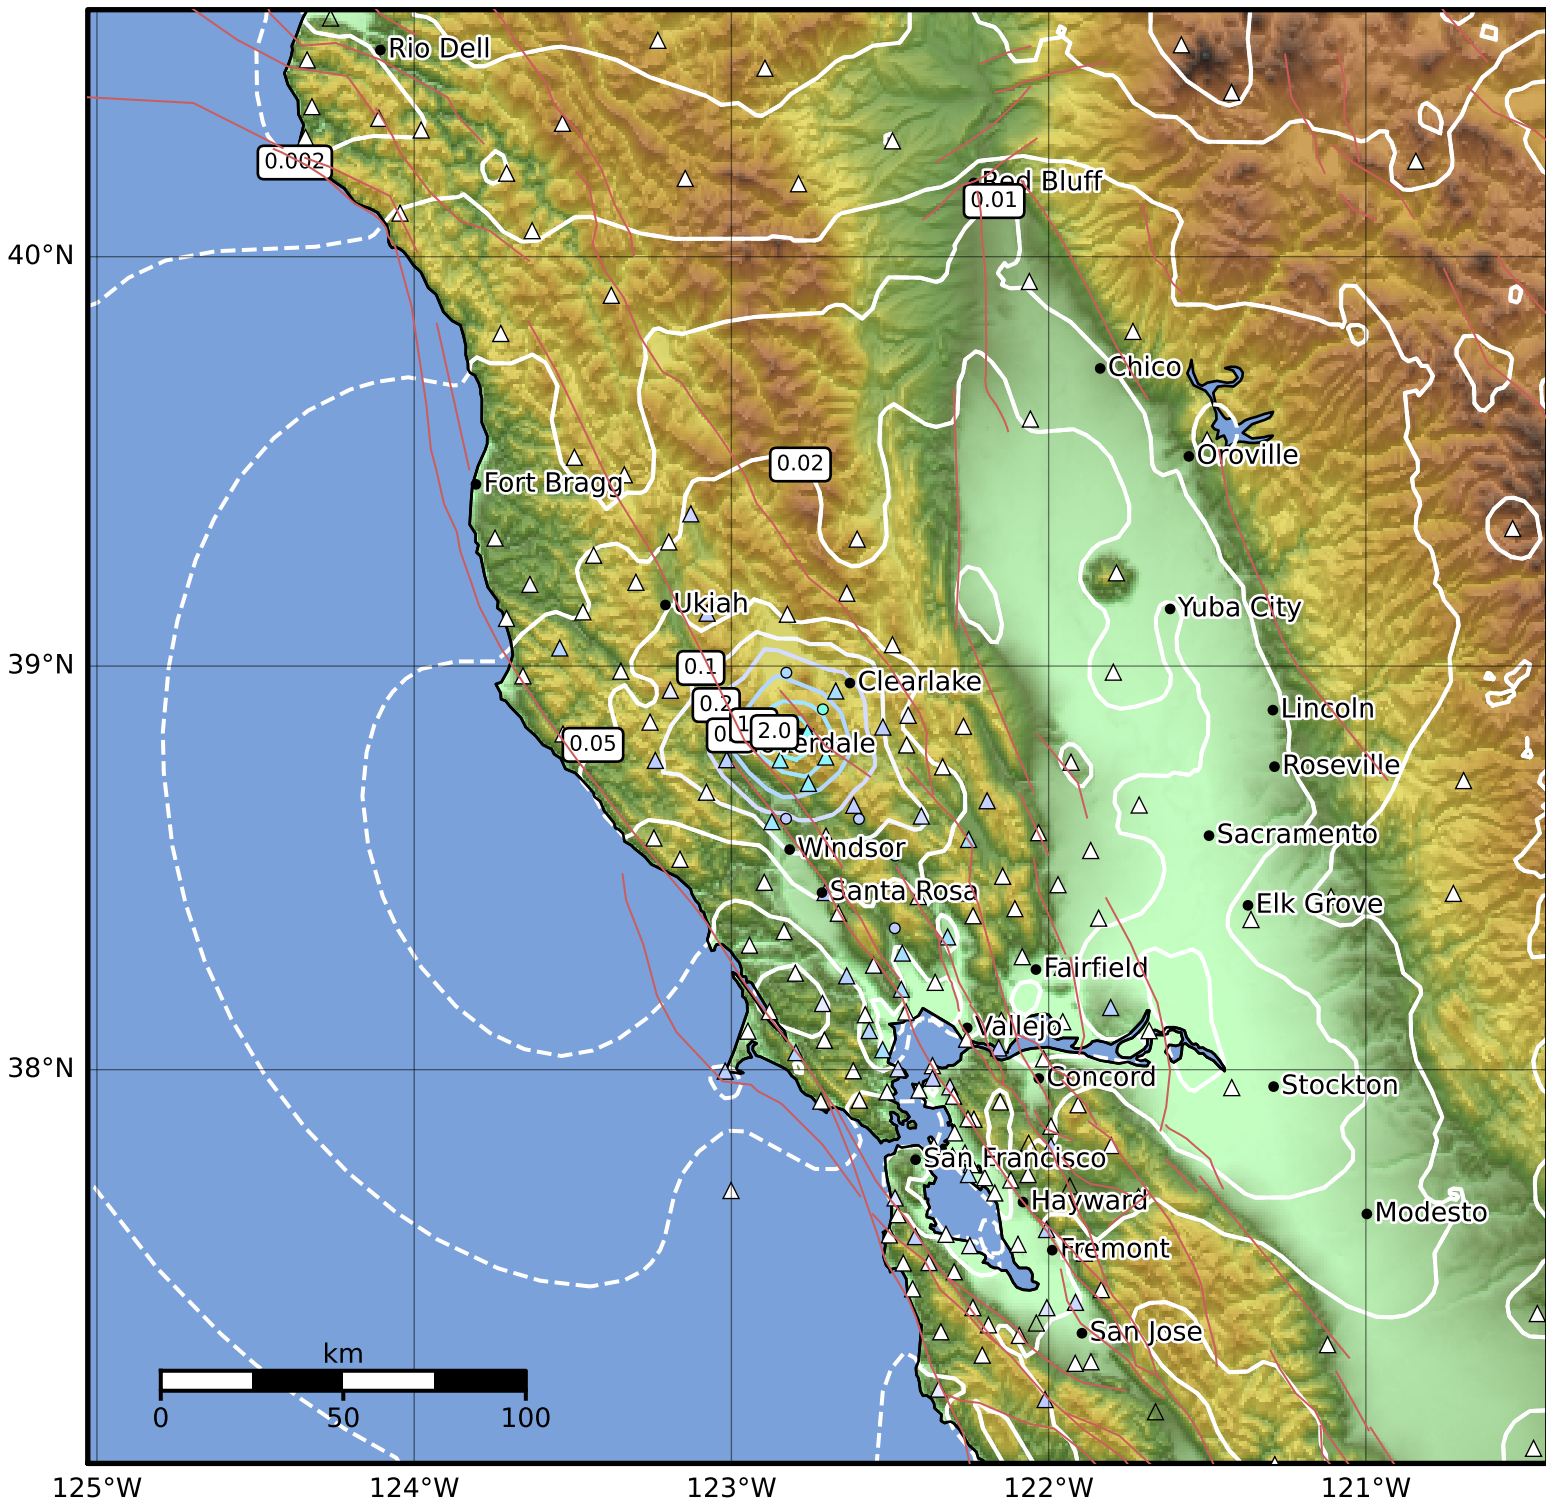 Rio Dell
0.002
Red Bluff
0.01
40°N
Chico
Oroville
0.02
Fort Bragg
Ukiah
Yuba City
39°N
0.1
Clearlake
0.2
Lincoln
2.0
0.05
Roseville
Sacramento
Windsor
Santa Rosa
Elk Grove
Fairfield
Vallejo
38°N
Concord
Stockton
San Francisco
Hayward
Modesto
Fremont
San Jose
km
0 50 100
125°W 124°W 123°W 122°W 121°W